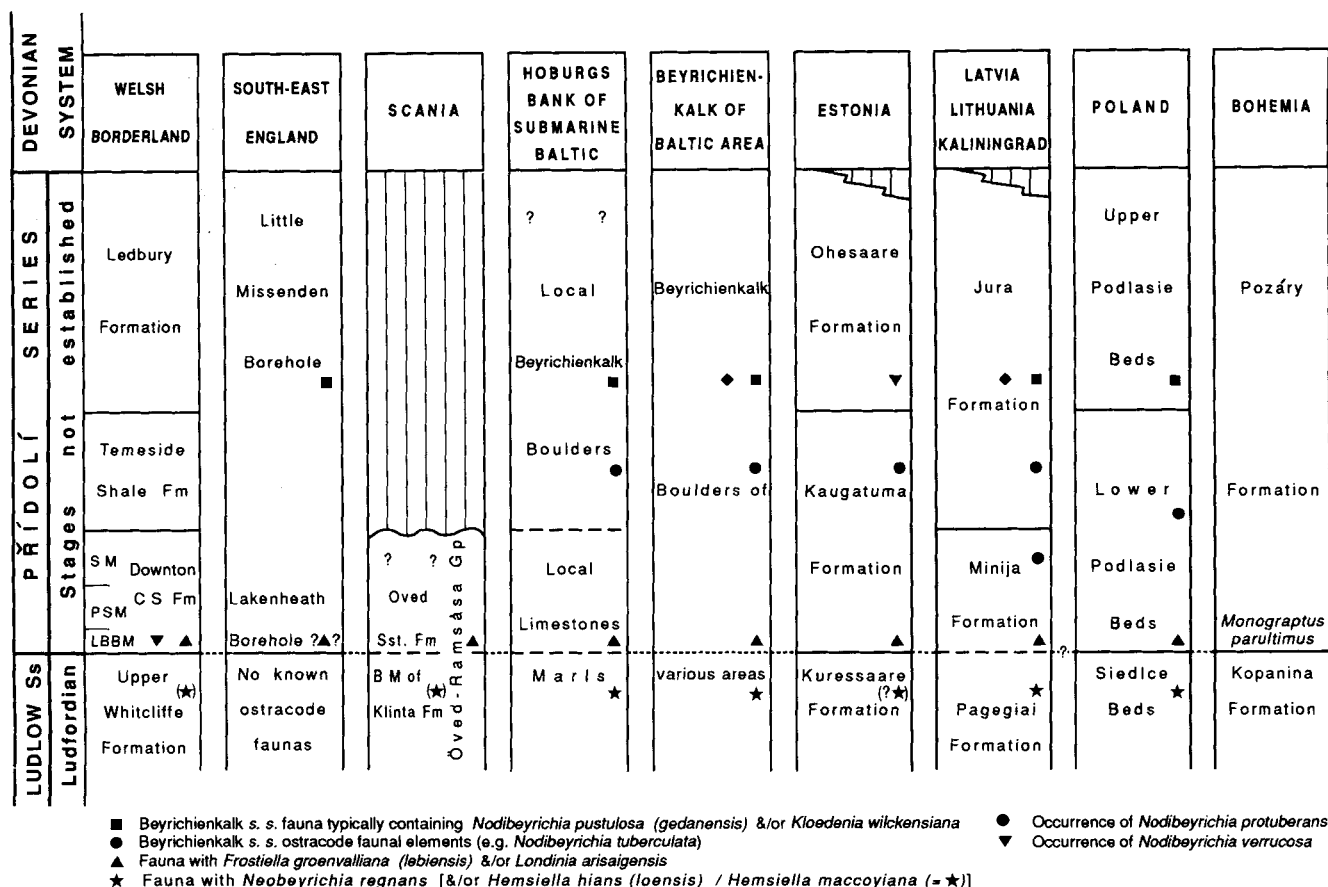 DEVONIAN
SYSTEM
SERIES
PŘÍDOLÍ
Stages not established
LUDLOW Ss
Ludfordian
WELSH
BORDERLAND
Ledbury
Formation
Temeside
Shale Fm
SM
Downton
CS Fm
PSM
LBBM ▼ ▲
Upper
(★)
Whitcliffe
Formation
SOUTH-EAST
ENGLAND
Little
Missenden
Borehole
■
Lakenheath
Borehole ?▲?
No known
ostracode
faunas
SCANIA
? ?
Oved
Sst. Fm ▲
BM of
(★)
Klinta Fm
Öved-Ramsåsa Gp
HOBURGS
BANK OF
SUBMARINE
BALTIC
? ?
Local
Beyrichienkalk
■
Boulders
●
Local
Limestones
▲
Marls
★
BEYRICHIEN-
KALK OF
BALTIC AREA
Beyrichienkalk
◆ ■
●
Boulders of
▲
various areas
★
ESTONIA
Ohesaare
Formation
▼
●
Kaugatuma
Formation
▲
Kuressaare
(?★)
Formation
LATVIA
LITHUANIA
KALININGRAD
Jura
◆ ■
Formation
●
Minija ●
Formation
▲
?
★
Pagegiai
Formation
POLAND
Upper
Podlasie
Beds
■
Lower
●
Podlasie
Beds ▲
Siedlce
Beds ★
BOHEMIA
Pozáry
Formation
Monograptus
parultimus
Kopanina
Formation
■ Beyrichienkalk s. s. fauna typically containing Nodibeyrichia pustulosa (gedanensis) &/or Kloedenia wilckensiana
● Beyrichienkalk s. s. ostracode faunal elements (e.g. Nodibeyrichia tuberculata)
▲ Fauna with Frostiella groenvalliana (lebiensis) &/or Londinia arisaigensis
★ Fauna with Neobeyrichia regnans [&/or Hemsiella hians (loensis) / Hemsiella maccoyiana (=★)]
● Occurrence of Nodibeyrichia protuberans
▼ Occurrence of Nodibeyrichia verrucosa